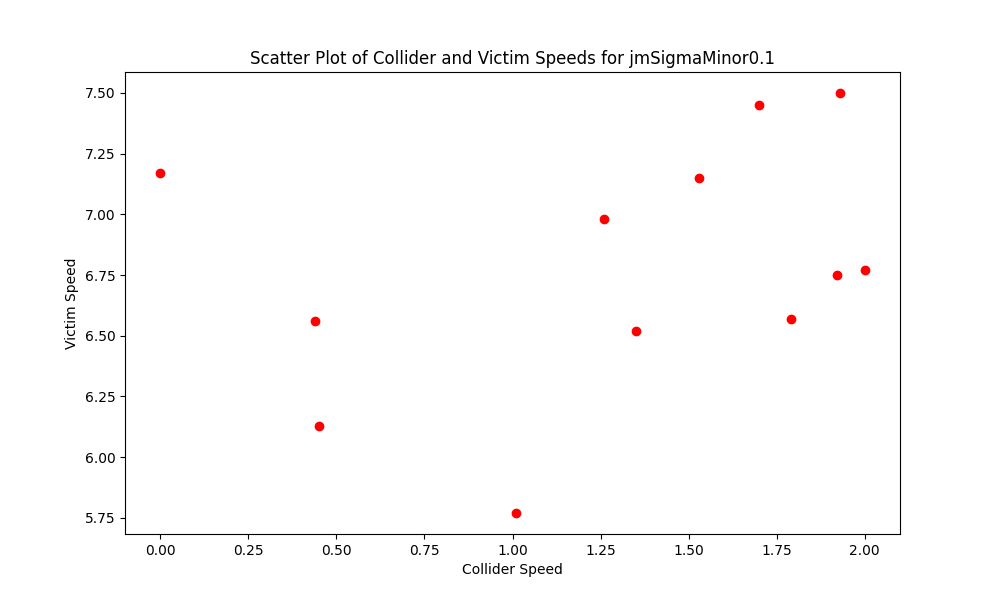 Scatter Plot of Collider and Victim Speeds for jmSigmaMinor0.1
7.50
7.25
7.00
6.75
6.50
6.25
6.00
5.75
Victim Speed
0.00 0.25 0.50 0.75 1.00 1.25 1.50 1.75 2.00
Collider Speed